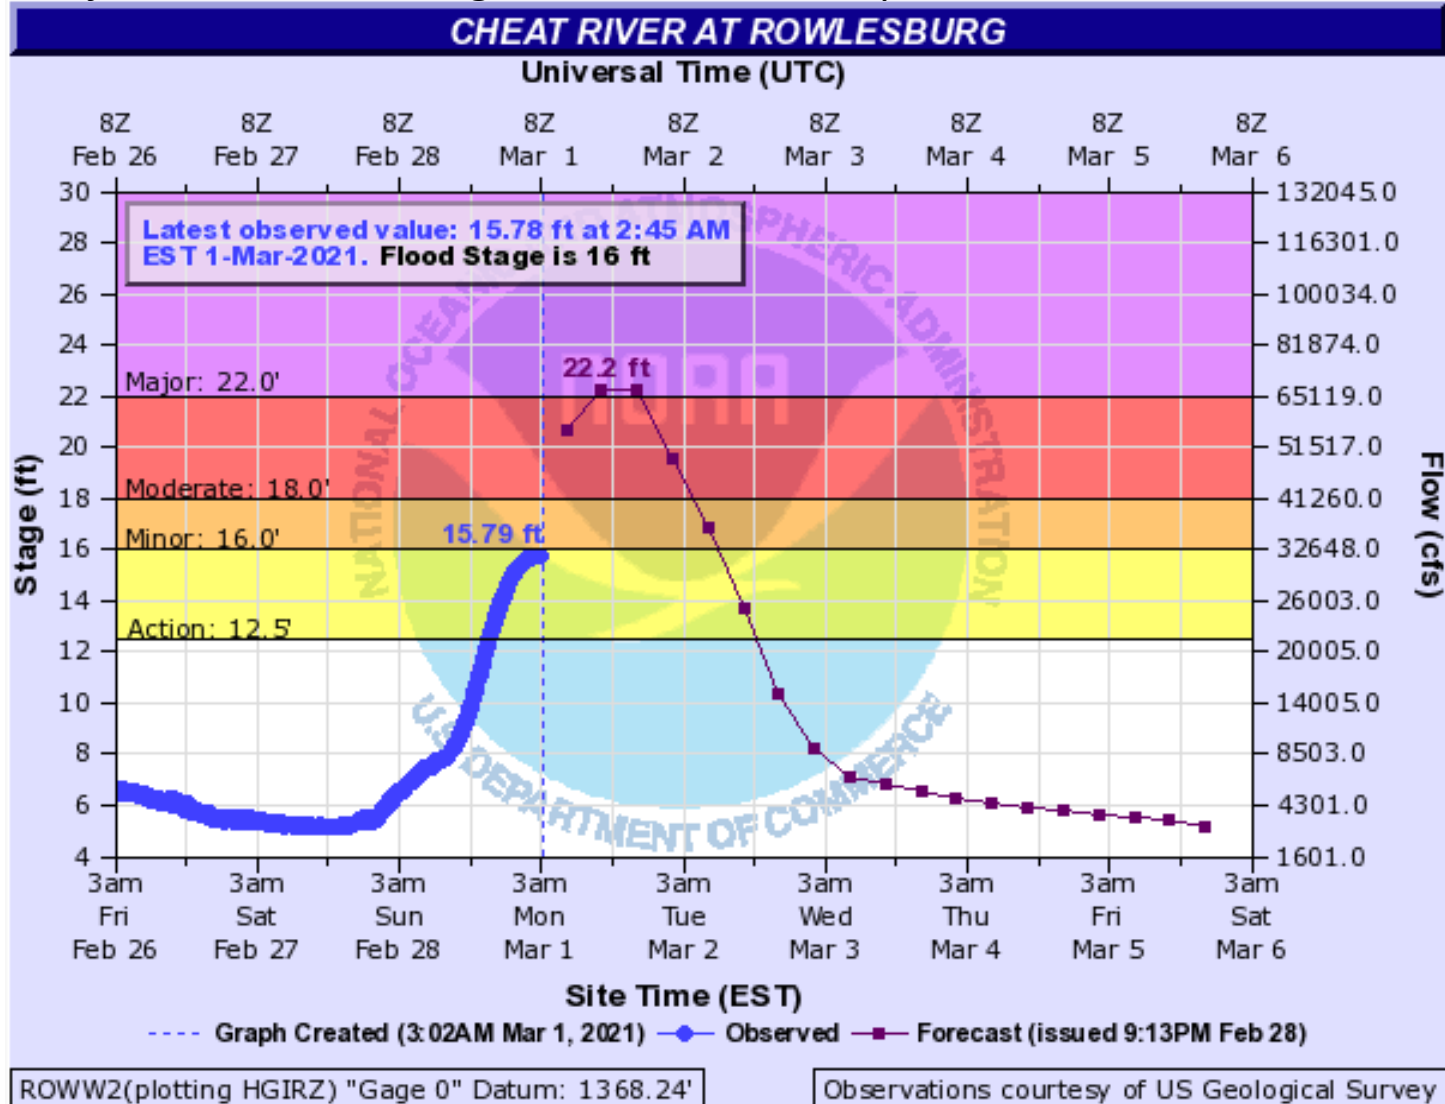 CHEAT RIVER AT ROWLESBURG
Universal Time (UTC)
8Z 8Z 8Z 8Z 8Z 8Z 8Z 8Z 8Z
Feb 26 Feb 27 Feb 28 Mar 1 Mar 2 Mar 3 Mar 4 Mar 5 Mar 6
30 132045.0
Latest observed value: 15.78 ft at 2:45 AM
EST 1-Mar-2021. Flood Stage is 16 ft
28 116301.0
26 100034.0
24 81874.0
22.2 ft
Major: 22.0'
22 65119.0
20 51517.0
Moderate: 18.0'
18 41260.0
15.79 ft
Minor: 16.0'
16 32648.0
14 26003.0
Action: 12.5'
12 20005.0
10 14005.0
8 8503.0
6 4301.0
4 1601.0
Stage (ft)
Flow (cfs)
NATIONAL OCEANIC AND ATMOSPHERIC ADMINISTRATION
NOAA
U.S. DEPARTMENT OF COMMERCE
3am 3am 3am 3am 3am 3am 3am 3am 3am
Fri Sat Sun Mon Tue Wed Thu Fri Sat
Feb 26 Feb 27 Feb 28 Mar 1 Mar 2 Mar 3 Mar 4 Mar 5 Mar 6
Site Time (EST)
Graph Created (3:02AM Mar 1, 2021) Observed Forecast (issued 9:13PM Feb 28)
ROWW2(plotting HGIRZ) "Gage 0" Datum: 1368.24'
Observations courtesy of US Geological Survey